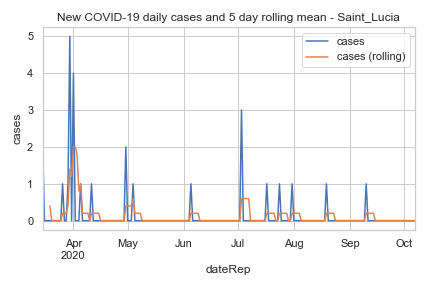 New COVID-19 daily cases and 5 day rolling mean - Saint_Lucia
cases
cases (rolling)
5
4
3
2
1
0
cases
Apr
2020
May
Jun
Jul
Aug
Sep
Oct
dateRep